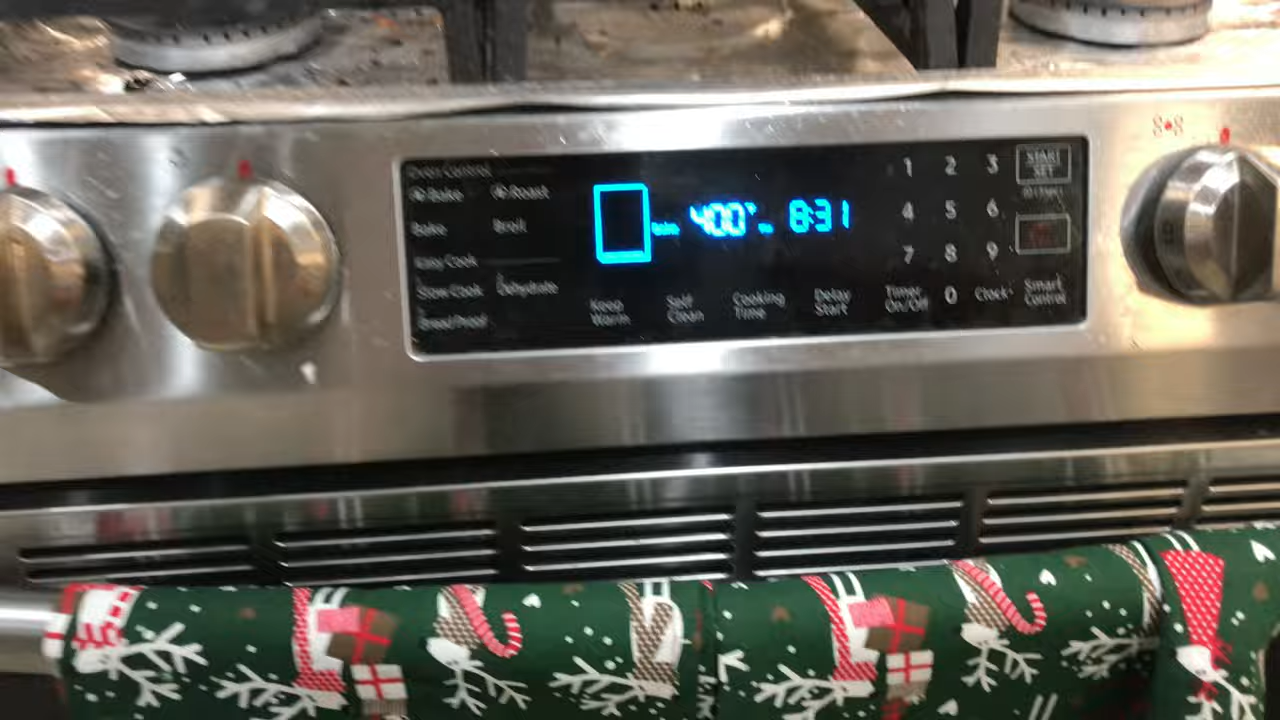 Oven Control
Bake
Roast
Bake
Broil
Easy Cook
Slow Cook
Dehydrate
Bread Proof
Bake 400° 8:31
Keep Warm
Self Clean
Cooking Time
Delay Start
1 2 3
4 5 6
7 8 9
Timer On/Off
0
Clock
START
SET
Smart Control